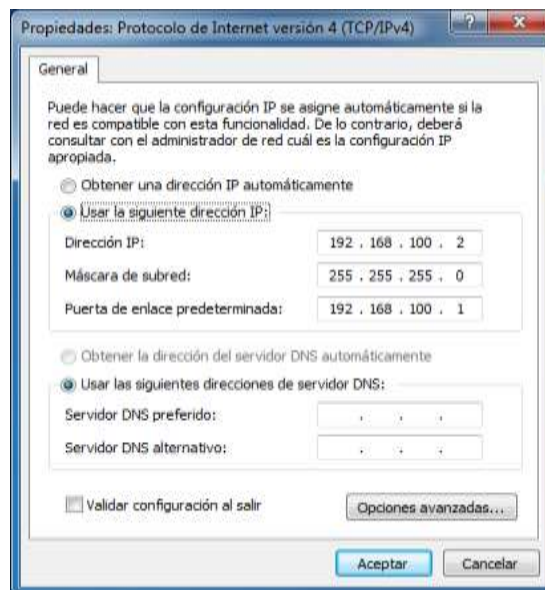 Propiedades: Protocolo de Internet versión 4 (TCP/IPv4)
General
Puede hacer que la configuración IP se asigne automáticamente si la
red es compatible con esta funcionalidad. De lo contrario, deberá
consultar con el administrador de red cuál es la configuración IP
apropiada.
Obtener una dirección IP automáticamente
Usar la siguiente dirección IP:
Dirección IP: 192 . 168 . 100 . 2
Máscara de subred: 255 . 255 . 255 . 0
Puerta de enlace predeterminada: 192 . 168 . 100 . 1
Obtener la dirección del servidor DNS automáticamente
Usar las siguientes direcciones de servidor DNS:
Servidor DNS preferido: . . .
Servidor DNS alternativo: . . .
Validar configuración al salir Opciones avanzadas...
Aceptar Cancelar